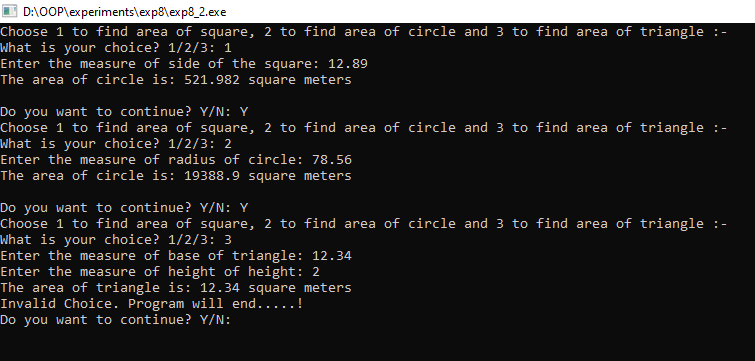 D:\OOP\experiments\exp8\exp8_2.exe
Choose 1 to find area of square, 2 to find area of circle and 3 to find area of triangle :-
What is your choice? 1/2/3: 1
Enter the measure of side of the square: 12.89
The area of circle is: 521.982 square meters
Do you want to continue? Y/N: Y
Choose 1 to find area of square, 2 to find area of circle and 3 to find area of triangle :-
What is your choice? 1/2/3: 2
Enter the measure of radius of circle: 78.56
The area of circle is: 19388.9 square meters
Do you want to continue? Y/N: Y
Choose 1 to find area of square, 2 to find area of circle and 3 to find area of triangle :-
What is your choice? 1/2/3: 3
Enter the measure of base of triangle: 12.34
Enter the measure of height of height: 2
The area of triangle is: 12.34 square meters
Invalid Choice. Program will end.....!
Do you want to continue? Y/N: